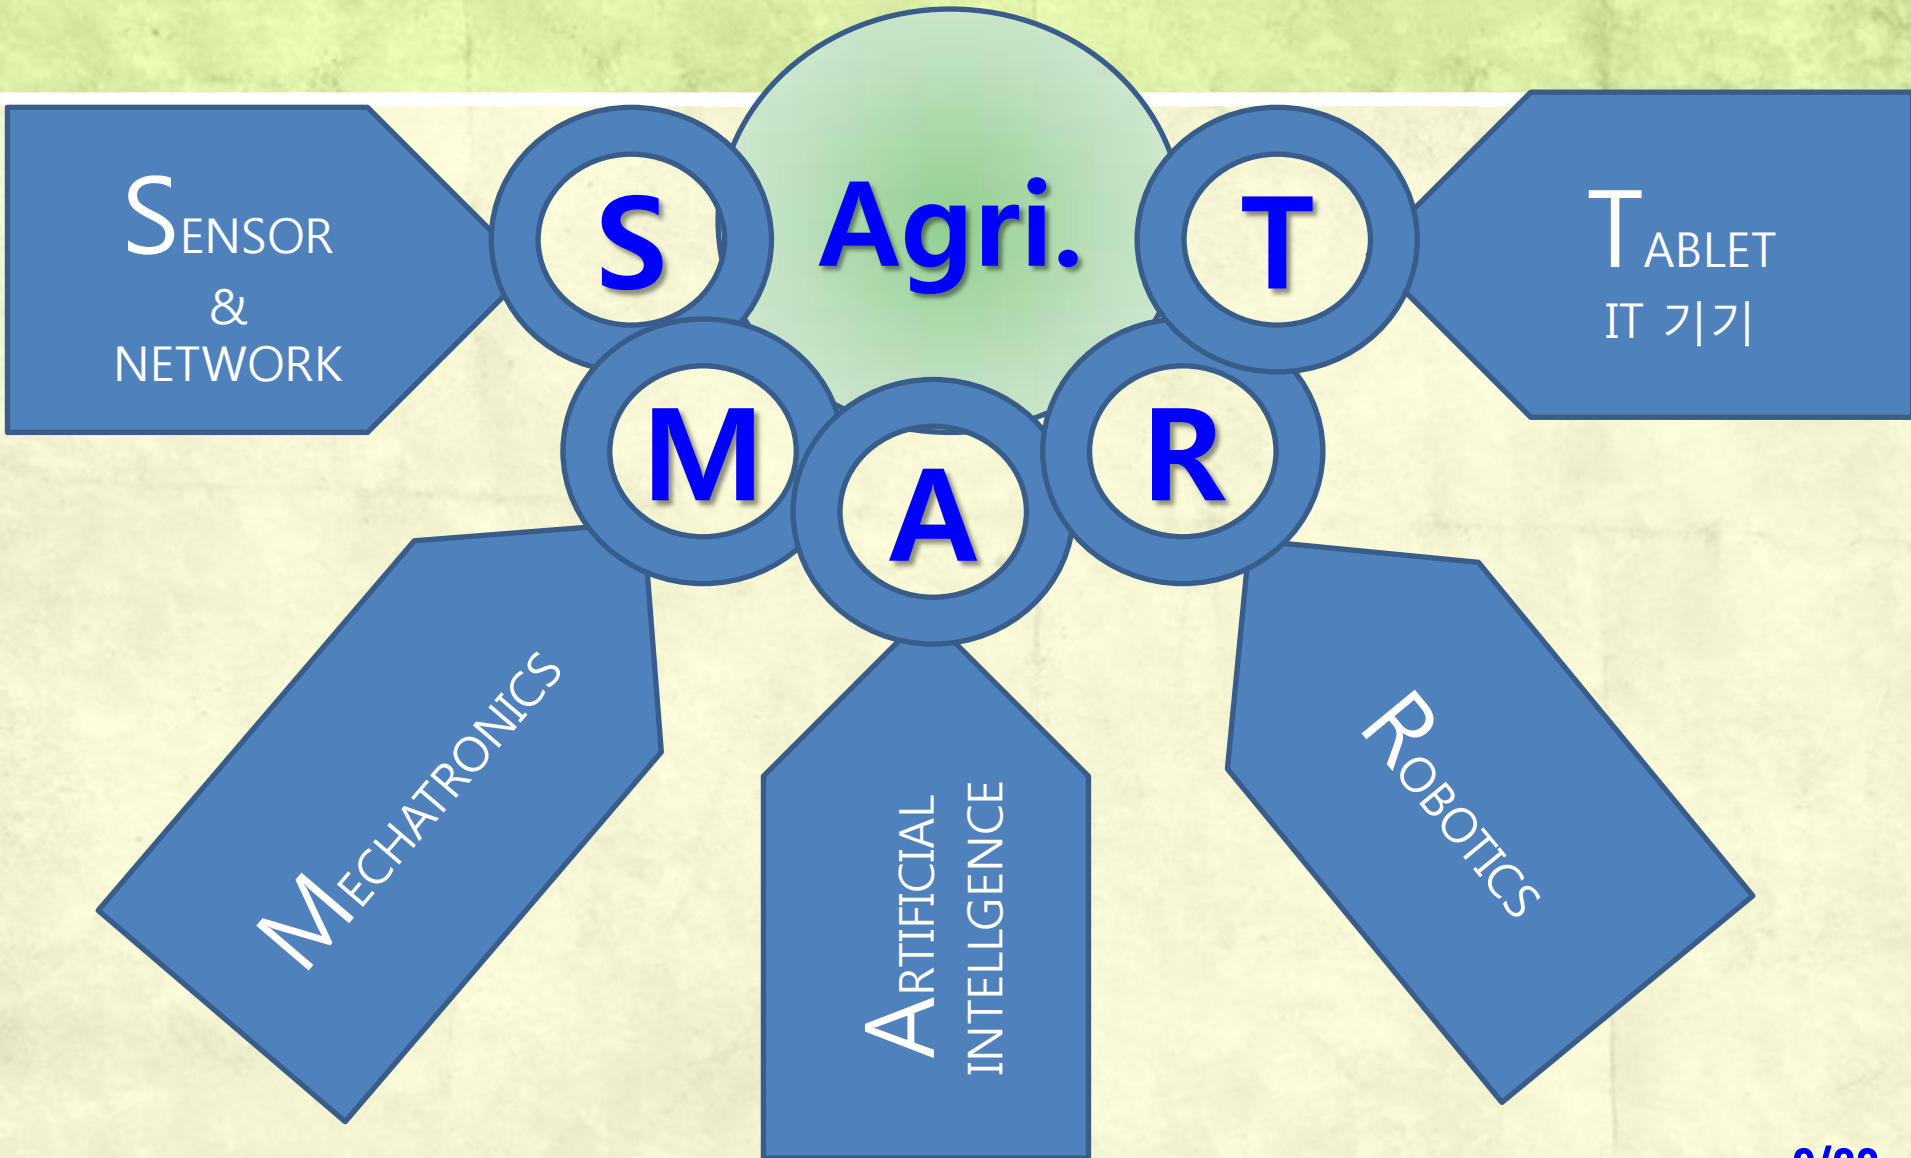 Agri.
S
M
A
R
T
SENSOR
&
NETWORK
MECHATRONICS
ARTIFICIAL
INTELLGENCE
ROBOTICS
TABLET
IT 기기